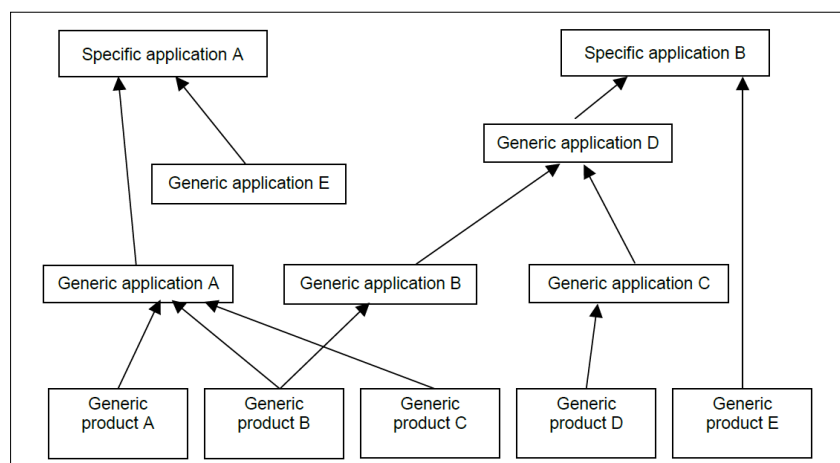 Specific application A
Specific application B
Generic application D
Generic application E
Generic application A
Generic application B
Generic application C
Generic
product A
Generic
product B
Generic
product C
Generic
product D
Generic
product E